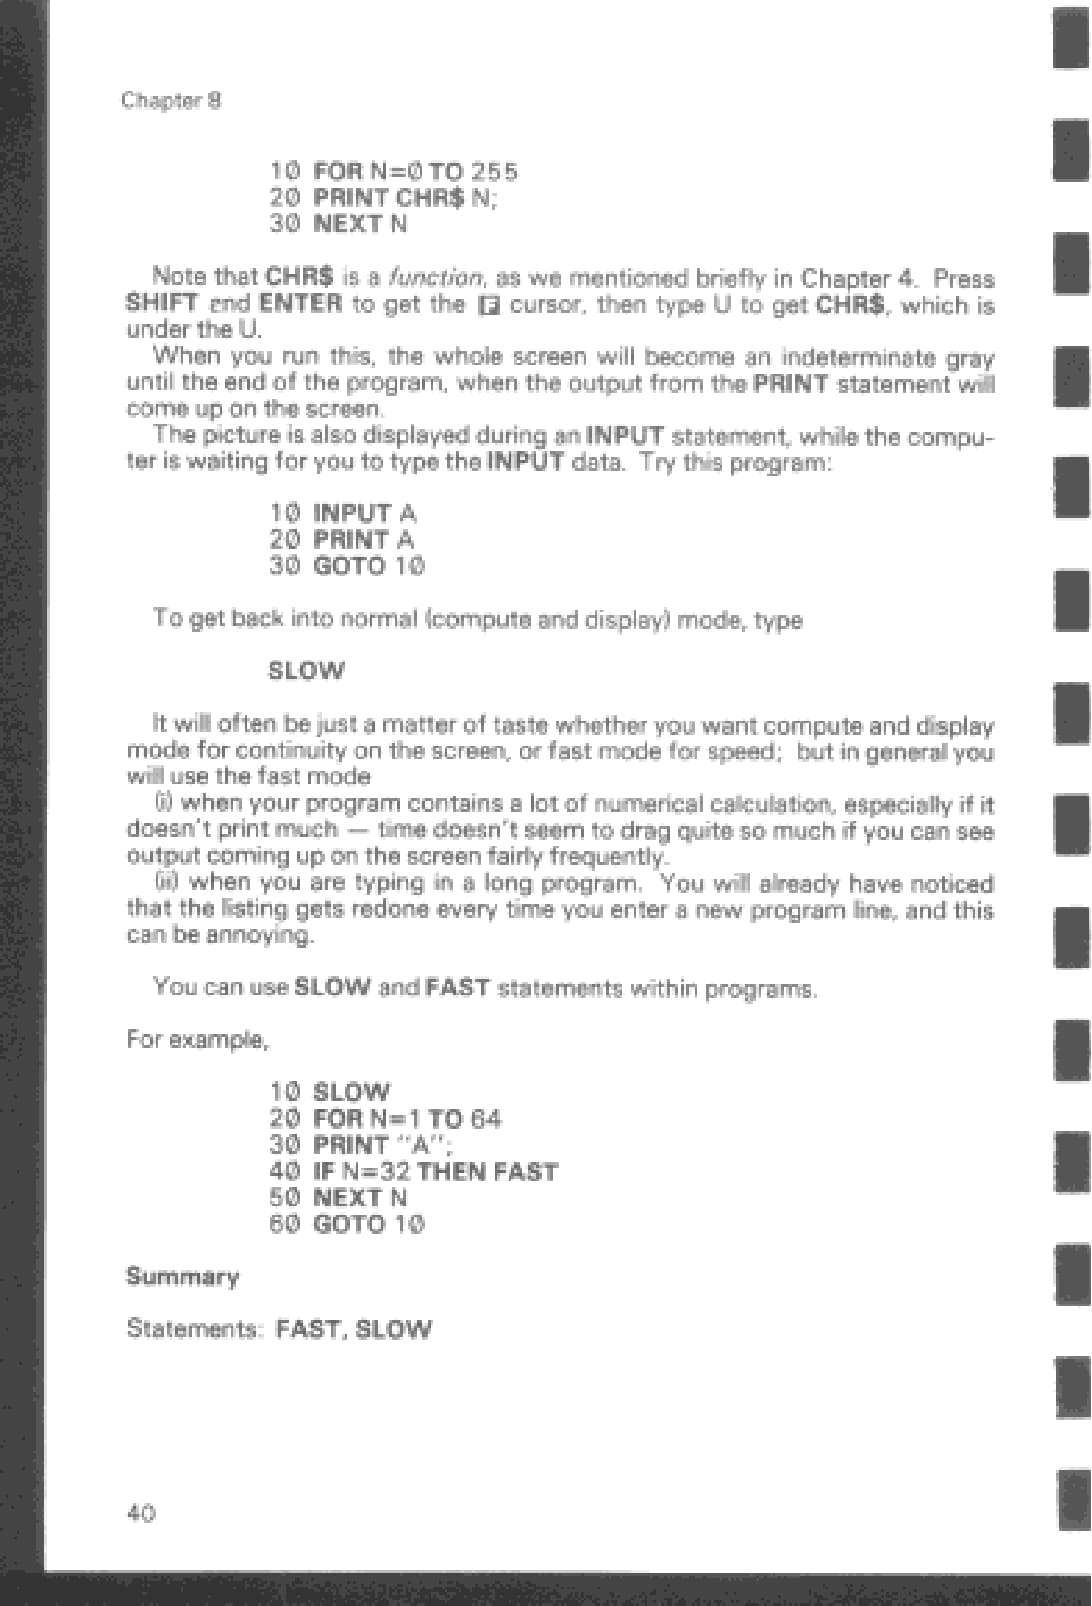 Chapter 8
10 FOR N=0 TO 255
20 PRINT CHR$ N;
30 NEXT N
Note that CHR$ is a function, as we mentioned briefly in Chapter 4. Press
SHIFT and ENTER to get the F cursor, then type U to get CHR$, which is
under the U.
When you run this, the whole screen will become an indeterminate gray
until the end of the program, when the output from the PRINT statement will
come up on the screen.
The picture is also displayed during an INPUT statement, while the compu-
ter is waiting for you to type the INPUT data. Try this program:
10 INPUT A
20 PRINT A
30 GOTO 10
To get back into normal (compute and display) mode, type
SLOW
It will often be just a matter of taste whether you want compute and display
mode for continuity on the screen, or fast mode for speed; but in general you
will use the fast mode
(i) when your program contains a lot of numerical calculation, especially if it
doesn't print much — time doesn't seem to drag quite so much if you can see
output coming up on the screen fairly frequently.
(ii) when you are typing in a long program. You will already have noticed
that the listing gets redone every time you enter a new program line, and this
can be annoying.
You can use SLOW and FAST statements within programs.
For example,
10 SLOW
20 FOR N=1 TO 64
30 PRINT "A";
40 IF N=32 THEN FAST
50 NEXT N
60 GOTO 10
Summary
Statements: FAST, SLOW
40